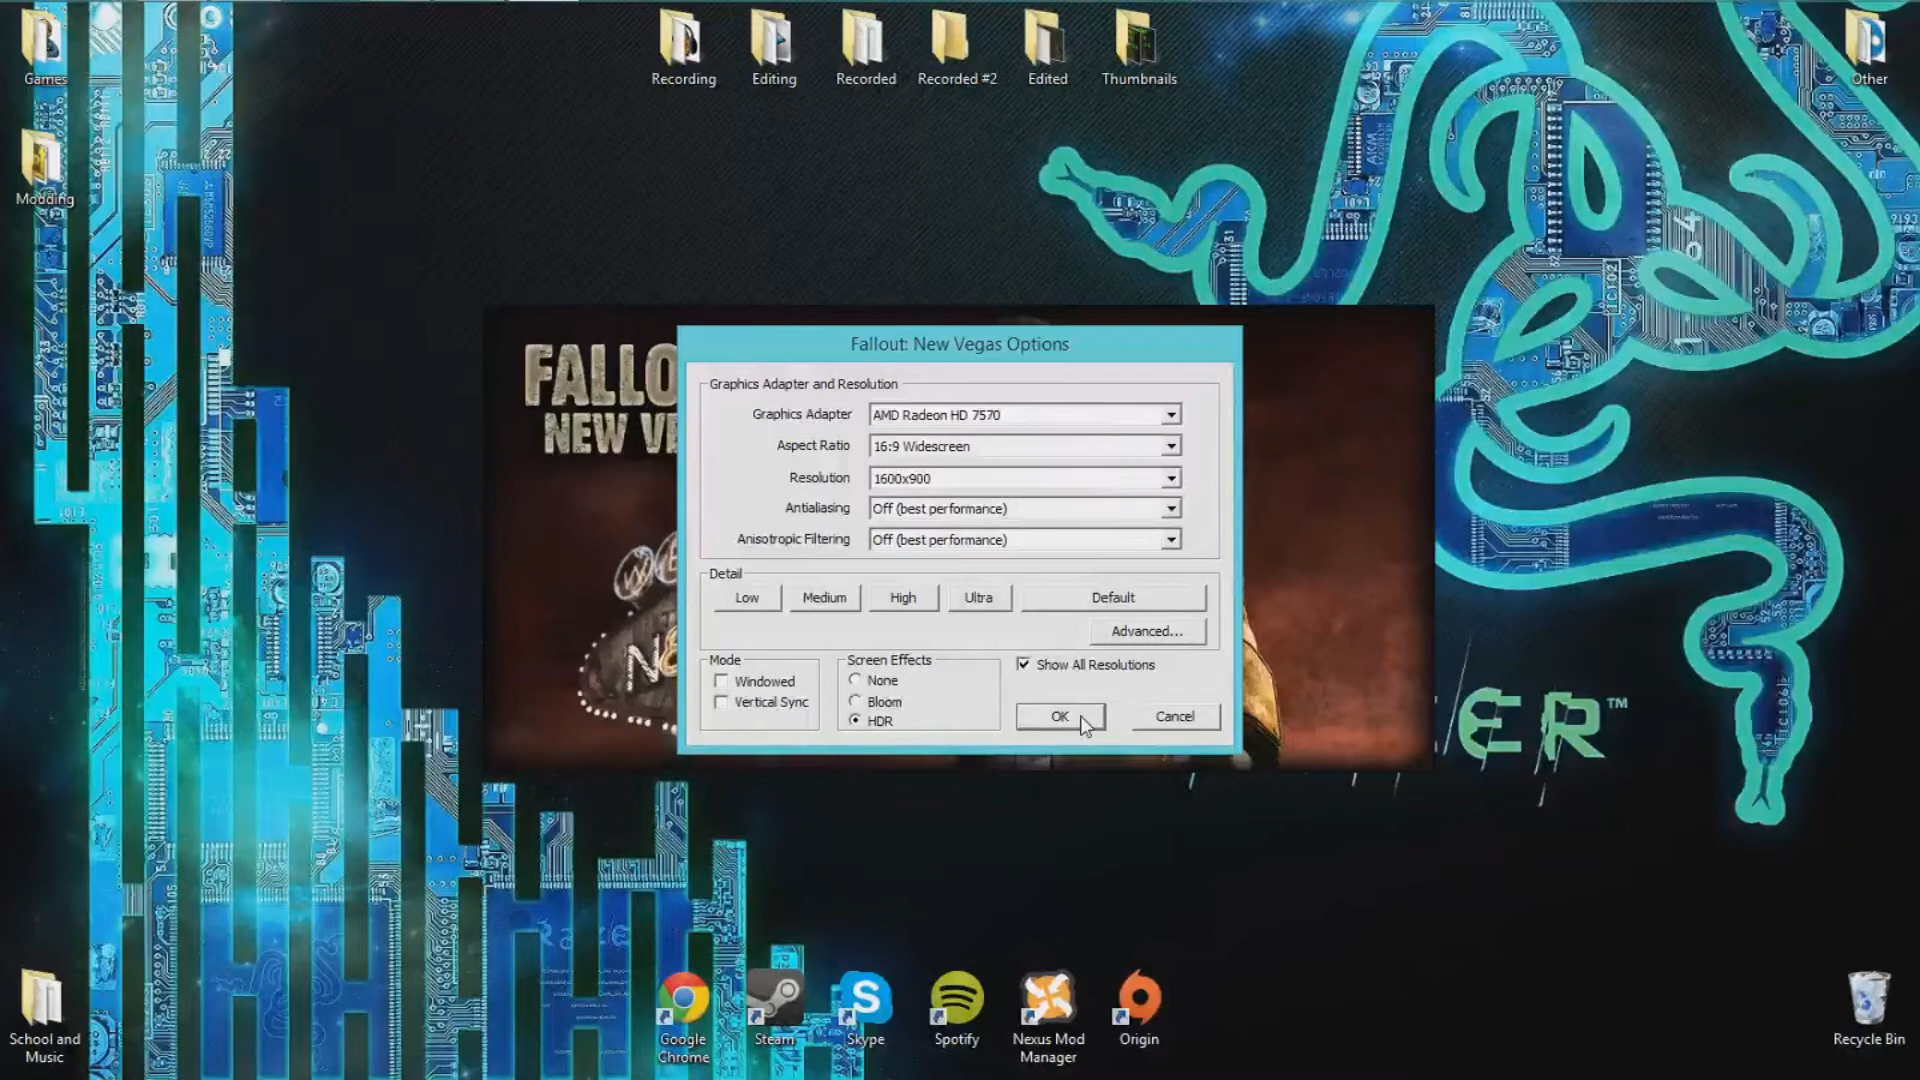 Games
Recording
Editing
Recorded
Recorded #2
Edited
Thumbnails
Other
Modding
FALLO
NEW VE
Fallout: New Vegas Options
Graphics Adapter and Resolution
Graphics Adapter
AMD Radeon HD 7570
Aspect Ratio
16:9 Widescreen
Resolution
1600x900
Antialiasing
Off (best performance)
Anisotropic Filtering
Off (best performance)
Detail
Low
Medium
High
Ultra
Default
Advanced...
Mode
Windowed
Vertical Sync
Screen Effects
None
Bloom
HDR
Show All Resolutions
OK
Cancel
ER™
School and
Music
Google
Chrome
Steam
Skype
Spotify
Nexus Mod
Manager
Origin
Recycle Bin